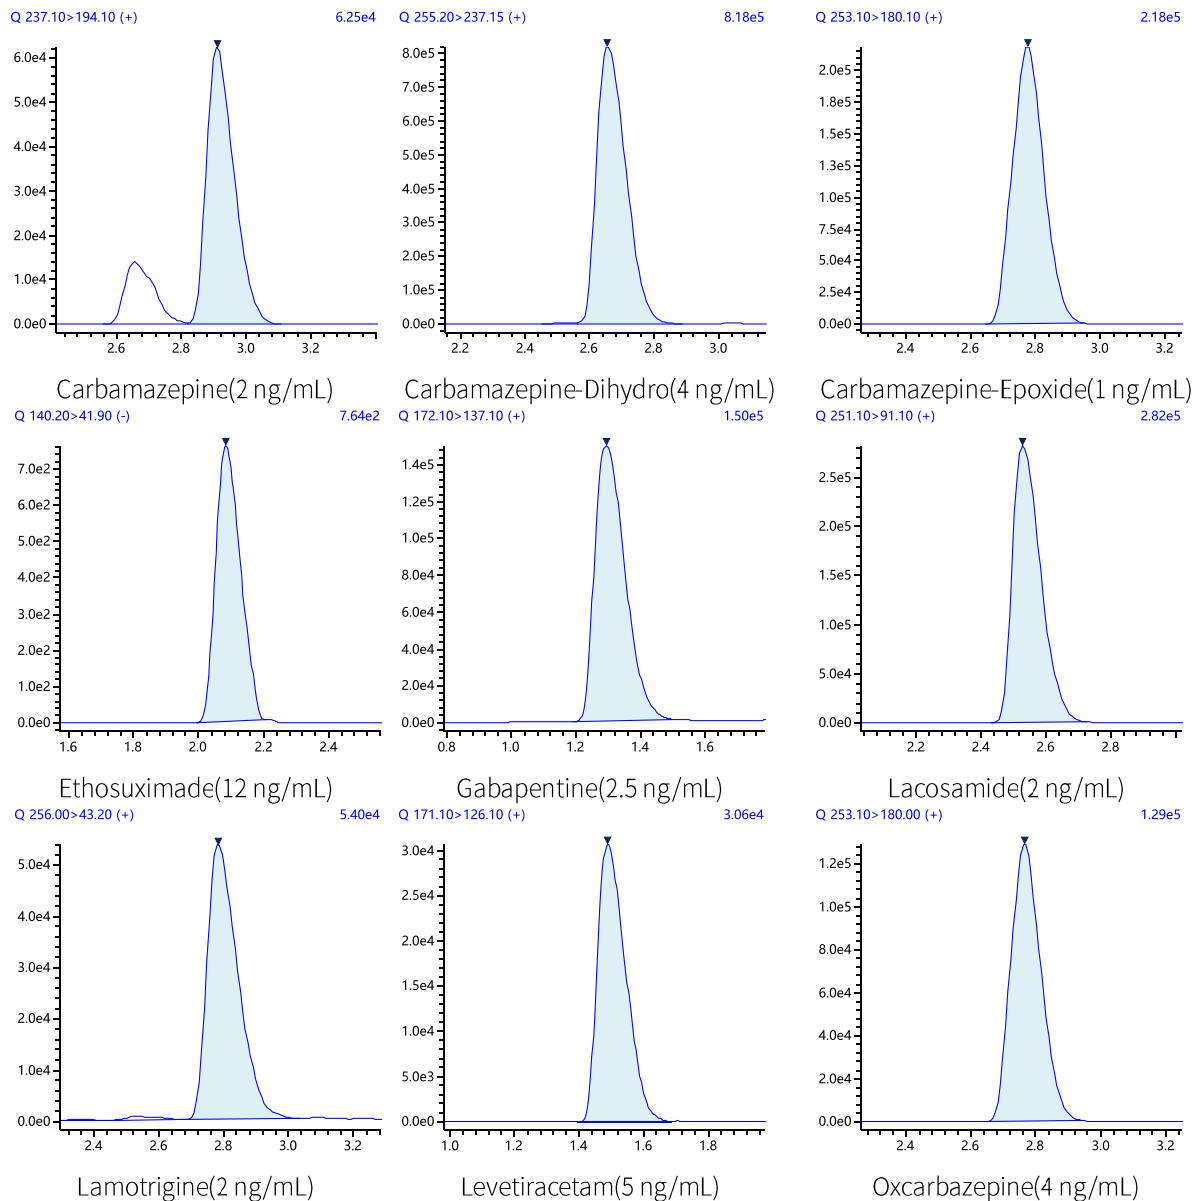 Q 237.10>194.10 (+) 6.25e4
6.0e4
5.0e4
4.0e4
3.0e4
2.0e4
1.0e4
0.0e0
2.6 2.8 3.0 3.2
Carbamazepine(2 ng/mL)
Q 255.20>237.15 (+) 8.18e5
8.0e5
7.0e5
6.0e5
5.0e5
4.0e5
3.0e5
2.0e5
1.0e5
0.0e0
2.2 2.4 2.6 2.8 3.0
Carbamazepine-Dihydro(4 ng/mL)
Q 253.10>180.10 (+) 2.18e5
2.0e5
1.8e5
1.5e5
1.3e5
1.0e5
7.5e4
5.0e4
2.5e4
0.0e0
2.4 2.6 2.8 3.0 3.2
Carbamazepine-Epoxide(1 ng/mL)
Q 140.20>41.90 (-) 7.64e2
7.0e2
6.0e2
5.0e2
4.0e2
3.0e2
2.0e2
1.0e2
0.0e0
1.6 1.8 2.0 2.2 2.4
Ethosuximade(12 ng/mL)
Q 172.10>137.10 (+) 1.50e5
1.4e5
1.2e5
1.0e5
8.0e4
6.0e4
4.0e4
2.0e4
0.0e0
0.8 1.0 1.2 1.4 1.6
Gabapentine(2.5 ng/mL)
Q 251.10>91.10 (+) 2.82e5
2.5e5
2.0e5
1.5e5
1.0e5
5.0e4
0.0e0
2.2 2.4 2.6 2.8
Lacosamide(2 ng/mL)
Q 256.00>43.20 (+) 5.40e4
5.0e4
4.0e4
3.0e4
2.0e4
1.0e4
0.0e0
2.4 2.6 2.8 3.0 3.2
Lamotrigine(2 ng/mL)
Q 171.10>126.10 (+) 3.06e4
3.0e4
2.5e4
2.0e4
1.5e4
1.0e4
5.0e3
0.0e0
1.0 1.2 1.4 1.6 1.8
Levetiracetam(5 ng/mL)
Q 253.10>180.00 (+) 1.29e5
1.2e5
1.0e5
8.0e4
6.0e4
4.0e4
2.0e4
0.0e0
2.4 2.6 2.8 3.0 3.2
Oxcarbazepine(4 ng/mL)